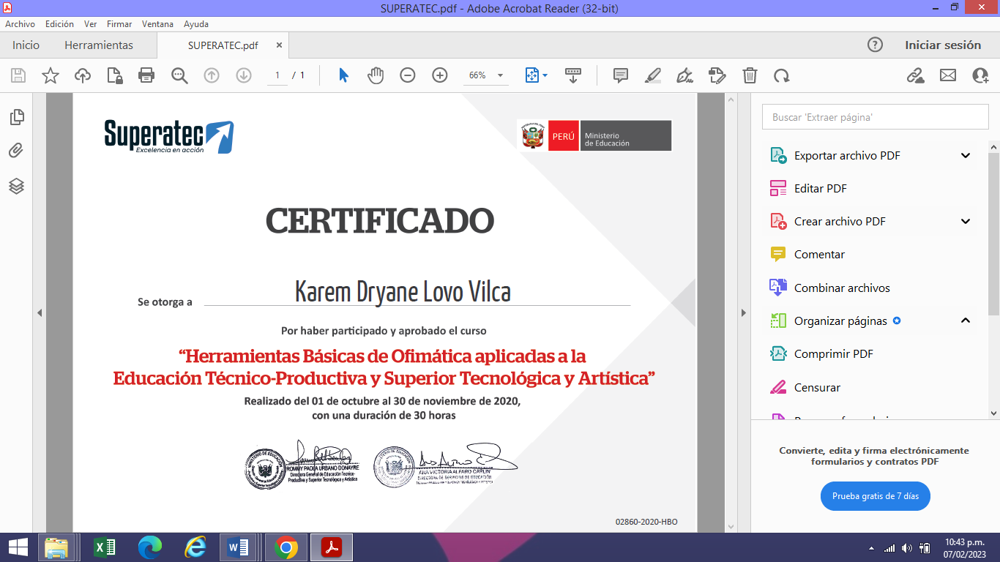 SUPERATEC.pdf - Adobe Acrobat Reader (32-bit)
Archivo Edición Ver Firmar Ventana Ayuda
Inicio Herramientas SUPERATEC.pdf × Iniciar sesión
1 / 1 66%
Superatec
Excelencia en acción
PERÚ
Ministerio
de Educación
CERTIFICADO
Se otorga a Karem Dryane Lovo Vilca
Por haber participado y aprobado el curso
“Herramientas Básicas de Ofimática aplicadas a la
Educación Técnico-Productiva y Superior Tecnológica y Artística”
Realizado del 01 de octubre al 30 de noviembre de 2020,
con una duración de 30 horas
ROMMY PAOLA URBANO DONAYRE
Directora General de Educación Técnico-
Productiva y Superior Tecnológica y Artística
ANA VICTORIA ALFARO CARLIN
DIRECTORA DE SERVICIOS DE EDUCACIÓN
02860-2020-HBO
Buscar 'Extraer página'
Exportar archivo PDF
Editar PDF
Crear archivo PDF
Comentar
Combinar archivos
Organizar páginas
Comprimir PDF
Censurar
Convierte, edita y firma electrónicamente
formularios y contratos PDF
Prueba gratis de 7 días
10:43 p.m.
07/02/2023